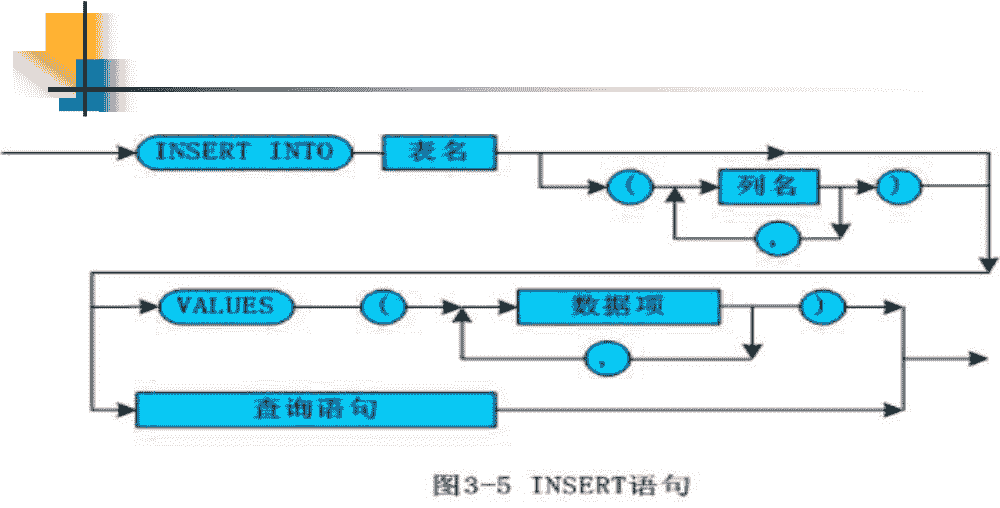 INSERT INTO 表名
( 列名 )
,
VALUES ( 数据项 )
,
查询语句
图3-5 INSERT语句